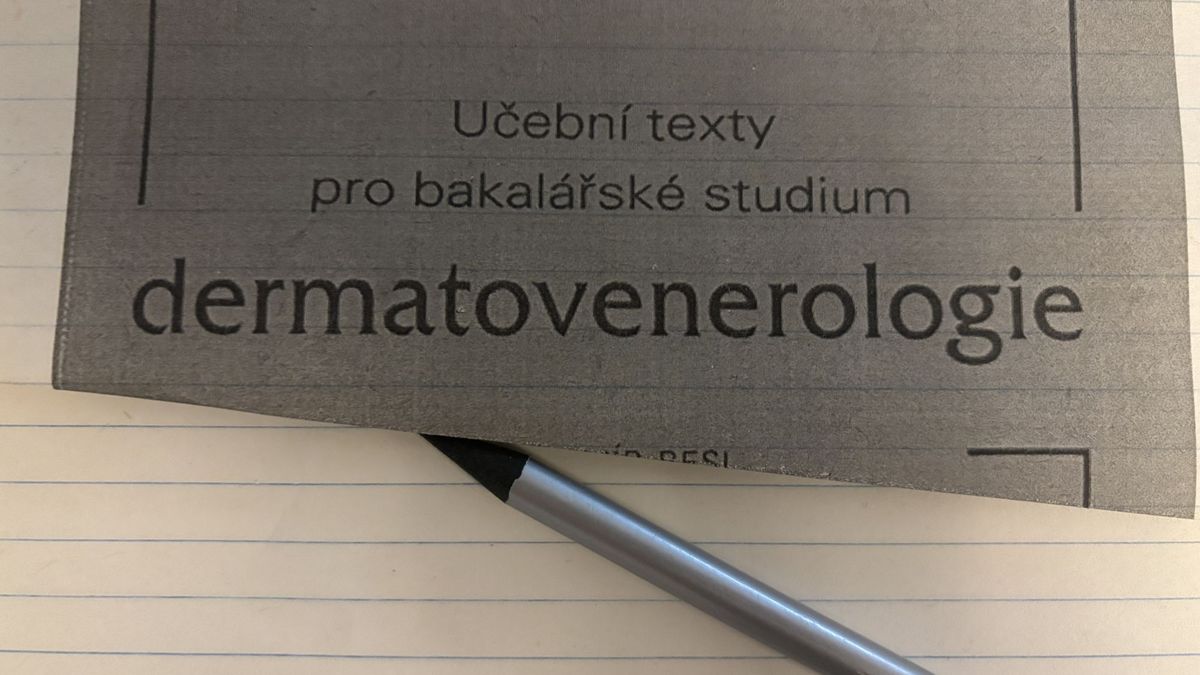 Učební texty
pro bakalářské studium
dermatovenerologie